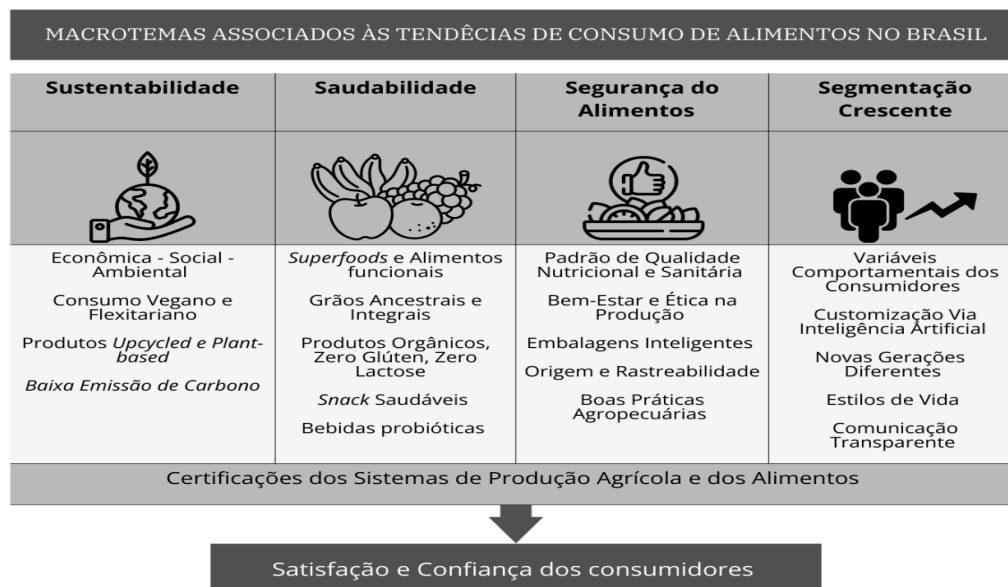 MACROTEMAS ASSOCIADOS ÀS TENDÊCIAS DE CONSUMO DE ALIMENTOS NO BRASIL
Sustentabilidade
Saudabilidade
Segurança do
Alimentos
Segmentação
Crescente
Econômica - Social -
Ambiental
Consumo Vegano e
Flexitariano
Produtos Upcycled e Plant-
based
Baixa Emissão de Carbono
Superfoods e Alimentos
funcionais
Grãos Ancestrais e
Integrais
Produtos Orgânicos,
Zero Glúten, Zero
Lactose
Snack Saudáveis
Bebidas probióticas
Padrão de Qualidade
Nutricional e Sanitária
Bem-Estar e Ética na
Produção
Embalagens Inteligentes
Origem e Rastreabilidade
Boas Práticas
Agropecuárias
Variáveis
Comportamentais dos
Consumidores
Customização Via
Inteligência Artificial
Novas Gerações
Diferentes
Estilos de Vida
Comunicação
Transparente
Certificações dos Sistemas de Produção Agrícola e dos Alimentos
Satisfação e Confiança dos consumidores